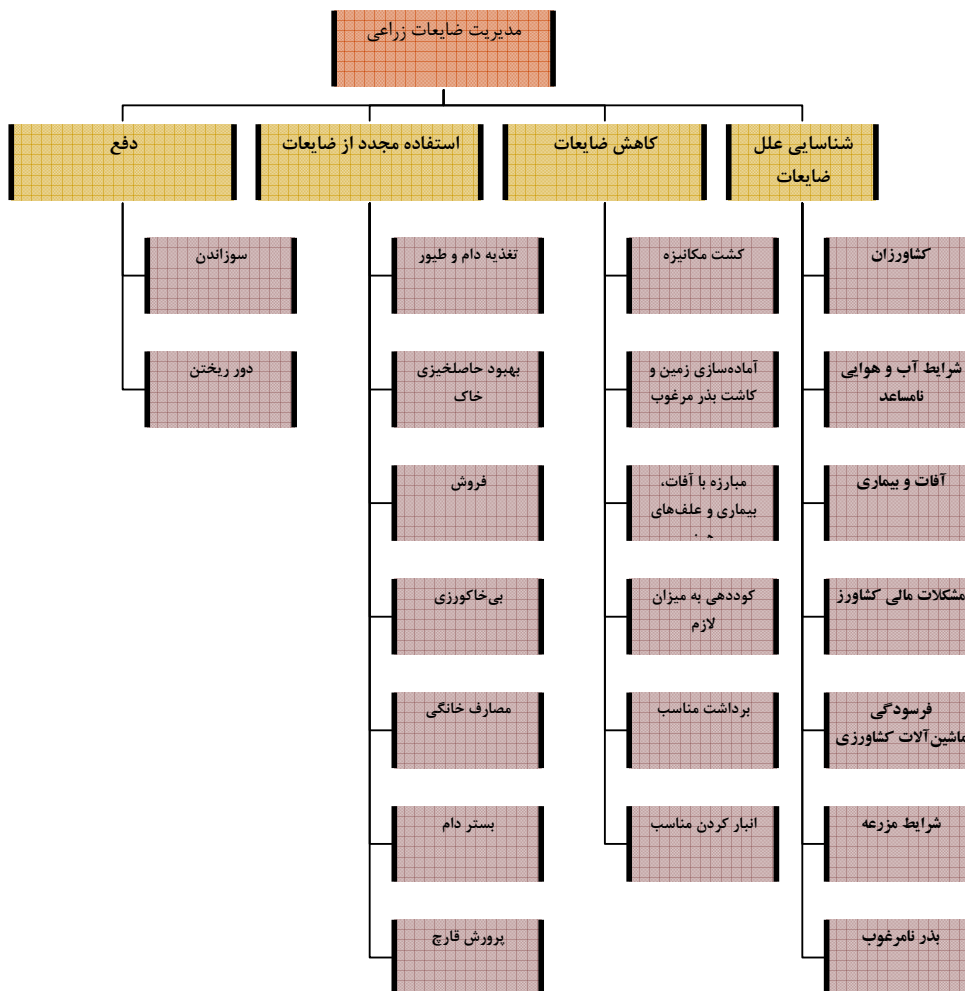 مدیریت ضایعات زراعی
شناسایی علل
ضایعات
کشاورزان
شرایط آب و هوایی
نامساعد
آفات و بیماری
مشکلات مالی کشاورز
فرسودگی
ماشین‌آلات کشاورزی
شرایط مزرعه
بذر نامرغوب
کاهش ضایعات
کشت مکانیزه
آماده‌سازی زمین و
کاشت بذر مرغوب
مبارزه با آفات،
بیماری و علف‌های
کوددهی به میزان
لازم
برداشت مناسب
انبار کردن مناسب
استفاده مجدد از ضایعات
تغذیه دام و طیور
بهبود حاصلخیزی
خاک
فروش
بی‌خاکورزی
مصارف خانگی
بستر دام
پرورش قارچ
دفع
سوزاندن
دور ریختن